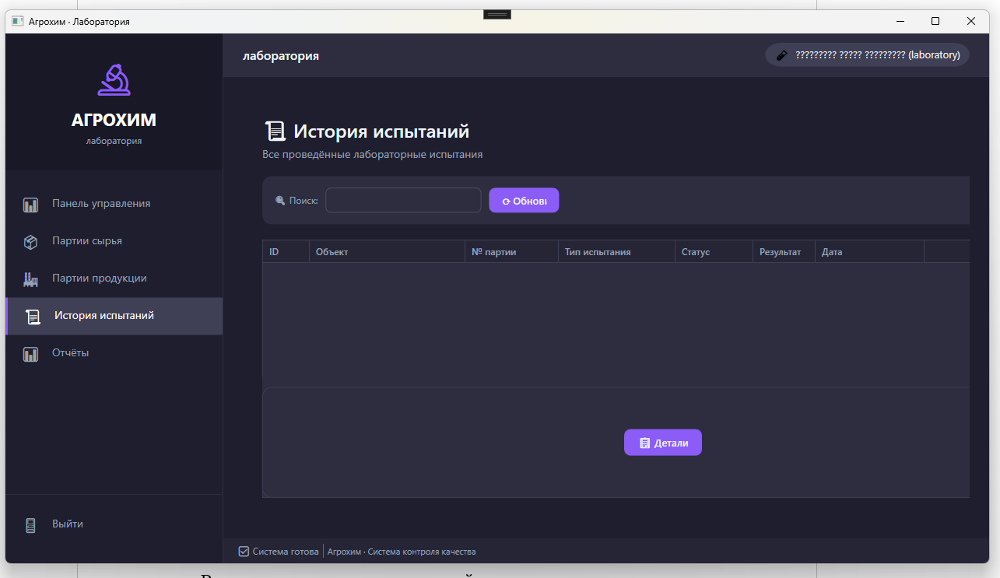 Агрохим · Лаборатория
АГРОХИМ
лаборатория
Панель управления
Партии сырья
Партии продукции
История испытаний
Отчёты
Выйти
лаборатория
????????? ????? ????????? (laboratory)
История испытаний
Все проведённые лабораторные испытания
Поиск:
Обновı
ID Объект № партии Тип испытания Статус Результат Дата
Детали
Система готова Агрохим · Система контроля качества